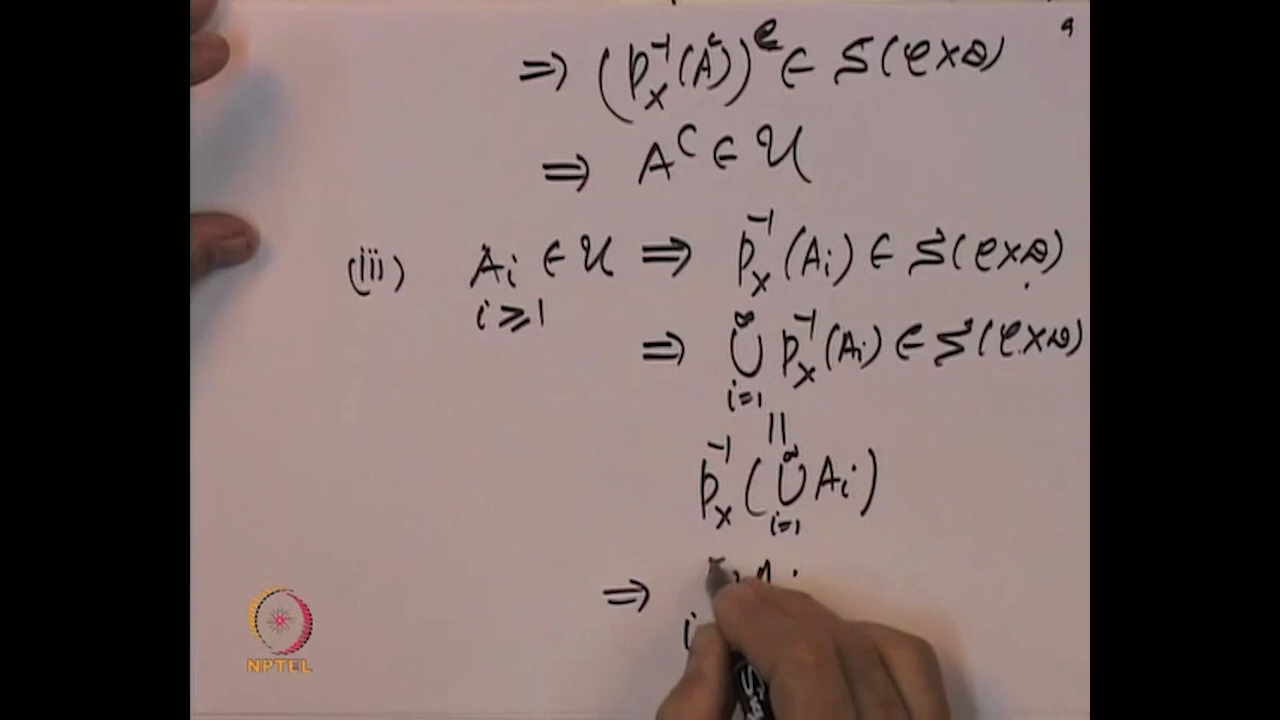 ⇒ (p_X^{-1}(A^c))^c ∈ S(C×D)
⇒ A^C ∈ U
(iii) A_i ∈ U ⇒ p_X^{-1}(A_i) ∈ S(C×D)
i≥1
⇒ ∪_{i=1}^∞ p_X^{-1}(A_i) ∈ S(C×D)
||
p_X^{-1}(∪_{i=1}^∞ A_i)
⇒
NPTEL